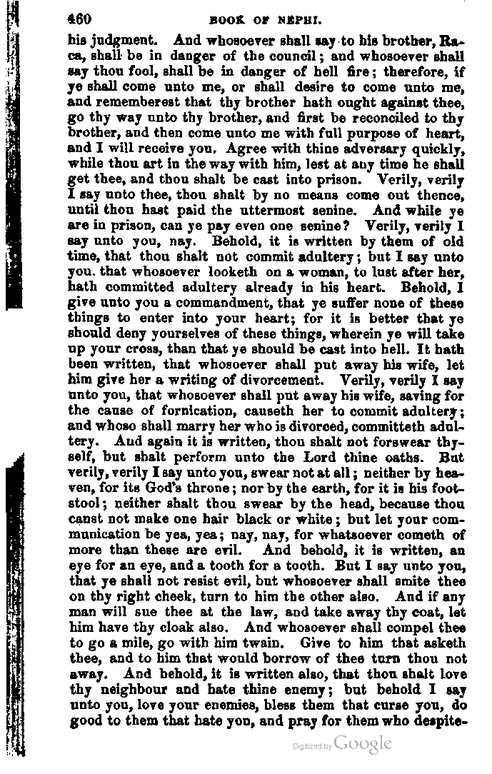 460 BOOK OF NEPHI.
his judgment. And whosoever shall say to his brother, Ra-
ca, shall be in danger of the council; and whosoever shall
say thou fool, shall be in danger of hell fire; therefore, if
ye shall come unto me, or shall desire to come unto me,
and rememberest that thy brother hath ought against thee,
go thy way unto thy brother, and first be reconciled to thy
brother, and then come unto me with full purpose of heart,
and I will receive you. Agree with thine adversary quickly,
while thou art in the way with him, lest at any time he shall
get thee, and thou shalt be cast into prison. Verily, verily
I say unto thee, thou shalt by no means come out thence,
until thou hast paid the uttermost senine. And while ye
are in prison, can ye pay even one senine? Verily, verily I
say unto you, nay. Behold, it is written by them of old
time, that thou shalt not commit adultery; but I say unto
you. that whosoever looketh on a woman, to lust after her,
hath committed adultery already in his heart. Behold, I
give unto you a commandment, that ye suffer none of these
things to enter into your heart; for it is better that ye
should deny yourselves of these things, wherein ye will take
up your cross, than that ye should be cast into hell. It hath
been written, that whosoever shall put away his wife, let
him give her a writing of divorcement. Verily, verily I say
unto you, that whosoever shall put away his wife, saving for
the cause of fornication, causeth her to commit adultery;
and whoso shall marry her who is divorced, committeth adul-
tery. And again it is written, thou shalt not forswear thy-
self, but shalt perform unto the Lord thine oaths. But
verily, verily I say unto you, swear not at all; neither by hea-
ven, for its God's throne; nor by the earth, for it is his foot-
stool; neither shalt thou swear by the head, because thou
canst not make one hair black or white; but let your com-
munication be yea, yea; nay, nay, for whatsoever cometh of
more than these are evil. And behold, it is written, an
eye for an eye, and a tooth for a tooth. But I say unto you,
that ye shall not resist evil, but whosoever shall smite thee
on thy right cheek, turn to him the other also. And if any
man will sue thee at the law, and take away thy coat, let
him have thy cloak also. And whosoever shall compel thee
to go a mile, go with him twain. Give to him that asketh
thee, and to him that would borrow of thee turn thou not
away. And behold, it is written also, that thou shalt love
thy neighbour and hate thine enemy; but behold I say
unto you, love your enemies, bless them that curse you, do
good to them that hate you, and pray for them who despite-
Digitized by Google